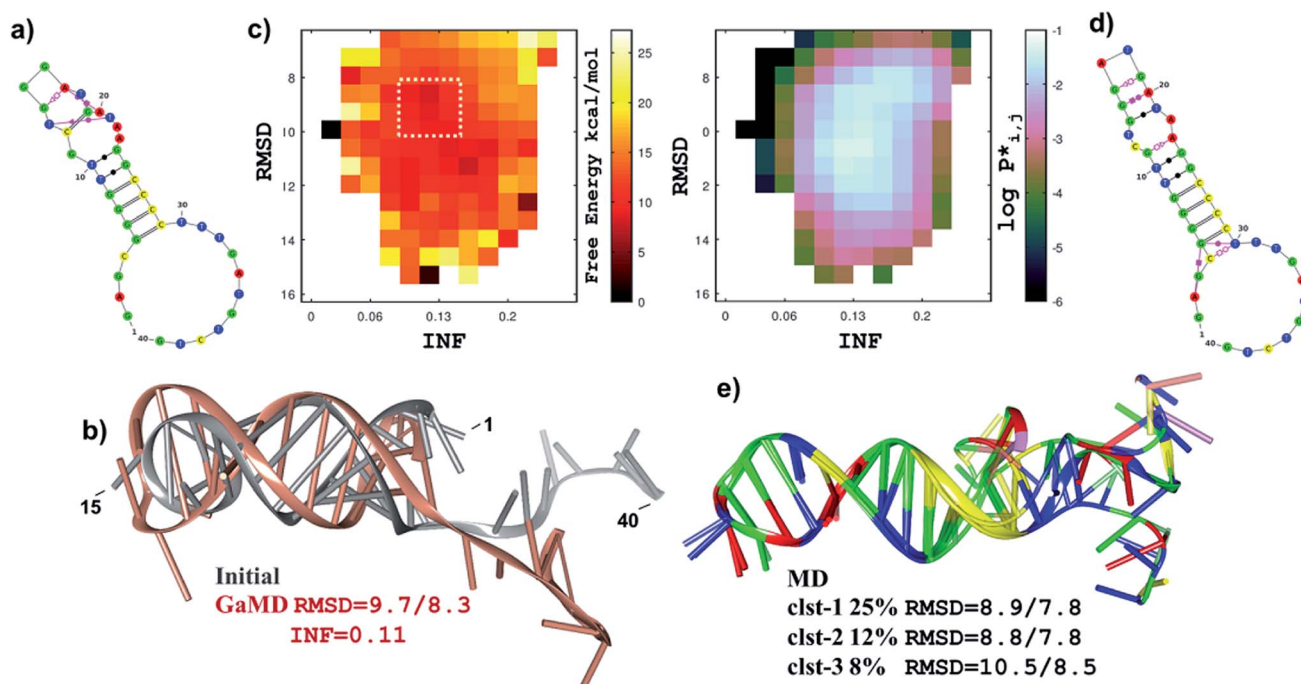 a)
G
G
A
20
10
30
C
G
A
G
1
40
G
T
C
T
G
T
A
G
T
T
T
c)
RMSD
8
10
12
14
16
0
0.06
0.13
0.2
INF
25
20
15
10
5
0
Free Energy kcal/mol
RMSD
8
0
2
14
16
0
0.06
0.13
0.2
INF
-1
-2
-3
-4
-5
-6
log P*i,j
d)
A
T
G
20
10
30
1
40
G
T
C
T
b)
1
15
40
Initial
GaMD RMSD=9.7/8.3
INF=0.11
e)
MD
clst-1 25% RMSD=8.9/7.8
clst-2 12% RMSD=8.8/7.8
clst-3 8% RMSD=10.5/8.5